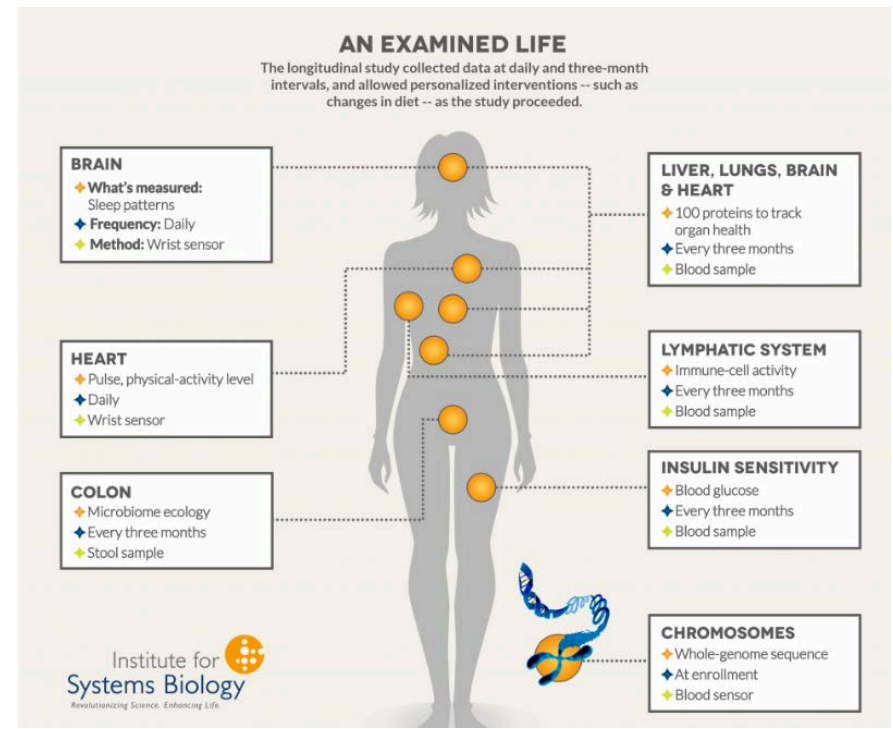 AN EXAMINED LIFE
The longitudinal study collected data at daily and three-month
intervals, and allowed personalized interventions -- such as
changes in diet -- as the study proceeded.
BRAIN
What's measured:
Sleep patterns
Frequency: Daily
Method: Wrist sensor
HEART
Pulse, physical-activity level
Daily
Wrist sensor
COLON
Microbiome ecology
Every three months
Stool sample
LIVER, LUNGS, BRAIN
& HEART
100 proteins to track
organ health
Every three months
Blood sample
LYMPHATIC SYSTEM
Immune-cell activity
Every three months
Blood sample
INSULIN SENSITIVITY
Blood glucose
Every three months
Blood sample
CHROMOSOMES
Whole-genome sequence
At enrollment
Blood sensor
Institute for
Systems Biology
Revolutionizing Science. Enhancing Life.